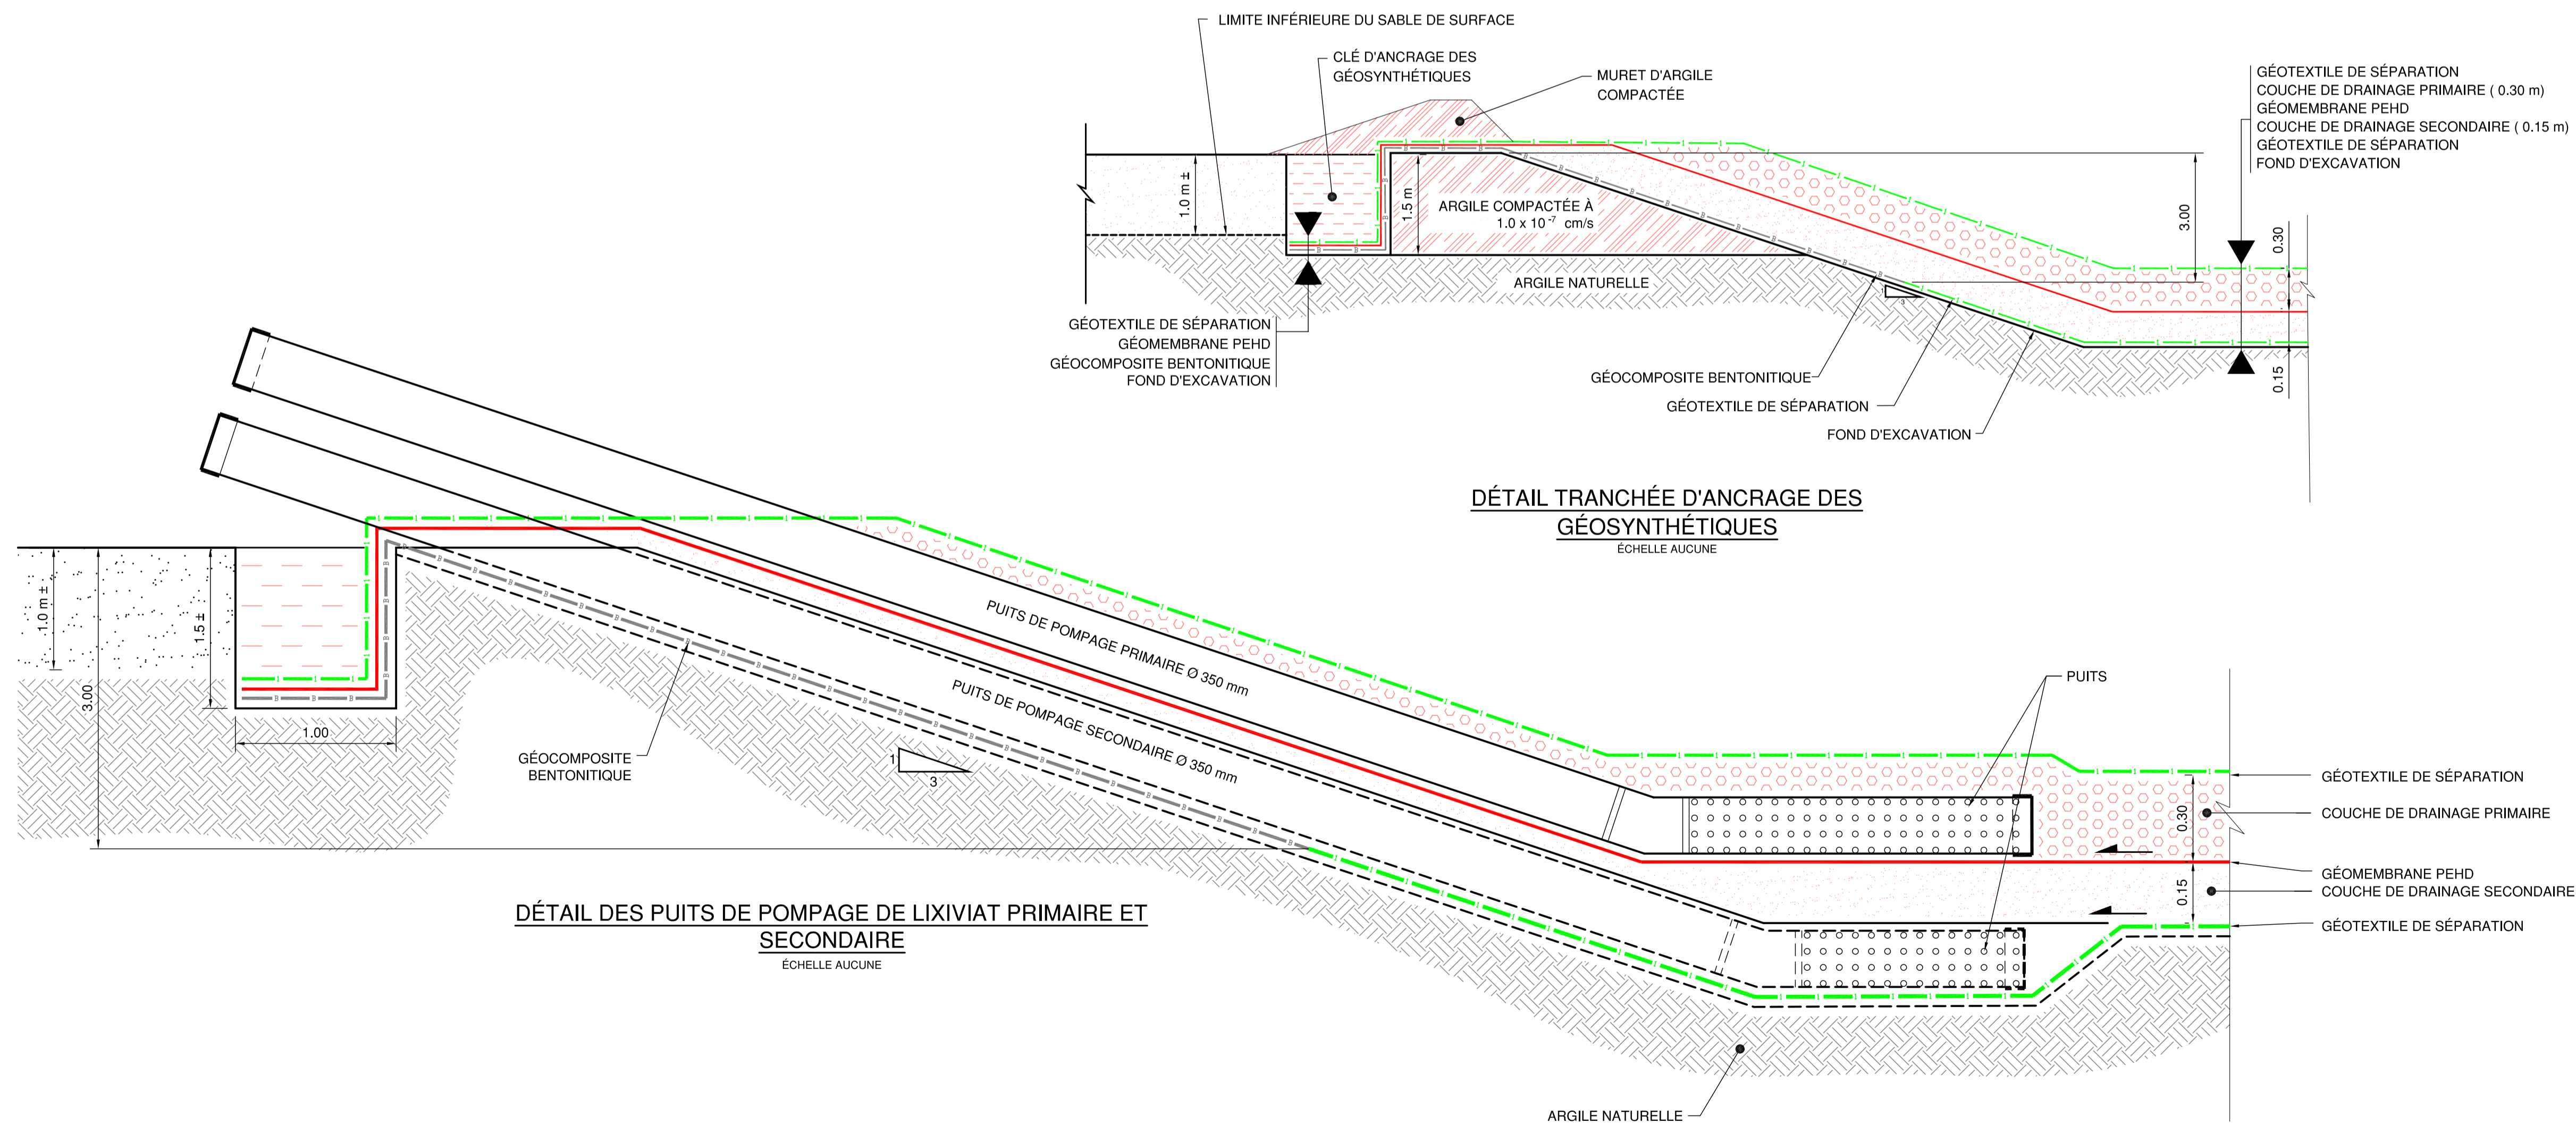 LIMITE INFÉRIEURE DU SABLE DE SURFACE
CLÉ D'ANCRAGE DES
GÉOSYNTHÉTIQUES
MURET D'ARGILE
COMPACTÉE
GÉOTEXTILE DE SÉPARATION
COUCHE DE DRAINAGE PRIMAIRE ( 0.30 m)
GÉOMEMBRANE PEHD
COUCHE DE DRAINAGE SECONDAIRE ( 0.15 m)
GÉOTEXTILE DE SÉPARATION
FOND D'EXCAVATION
1.0 m ±
1.5 m
ARGILE COMPACTÉE À
1.0 x 10 -7 cm/s
3.00
0.30
0.15
ARGILE NATURELLE
1
3
GÉOTEXTILE DE SÉPARATION
GÉOMEMBRANE PEHD
GÉOCOMPOSITE BENTONITIQUE
FOND D'EXCAVATION
GÉOCOMPOSITE BENTONITIQUE
GÉOTEXTILE DE SÉPARATION
FOND D'EXCAVATION
DÉTAIL TRANCHÉE D'ANCRAGE DES
GÉOSYNTHÉTIQUES
ÉCHELLE AUCUNE
1.0 m ±
1.5 ±
3.00
1.00
PUITS DE POMPAGE PRIMAIRE Ø 350 mm
PUITS DE POMPAGE SECONDAIRE Ø 350 mm
GÉOCOMPOSITE
BENTONITIQUE
1
3
PUITS
GÉOTEXTILE DE SÉPARATION
0.30
COUCHE DE DRAINAGE PRIMAIRE
GÉOMEMBRANE PEHD
0.15
COUCHE DE DRAINAGE SECONDAIRE
GÉOTEXTILE DE SÉPARATION
DÉTAIL DES PUITS DE POMPAGE DE LIXIVIAT PRIMAIRE ET
SECONDAIRE
ÉCHELLE AUCUNE
ARGILE NATURELLE